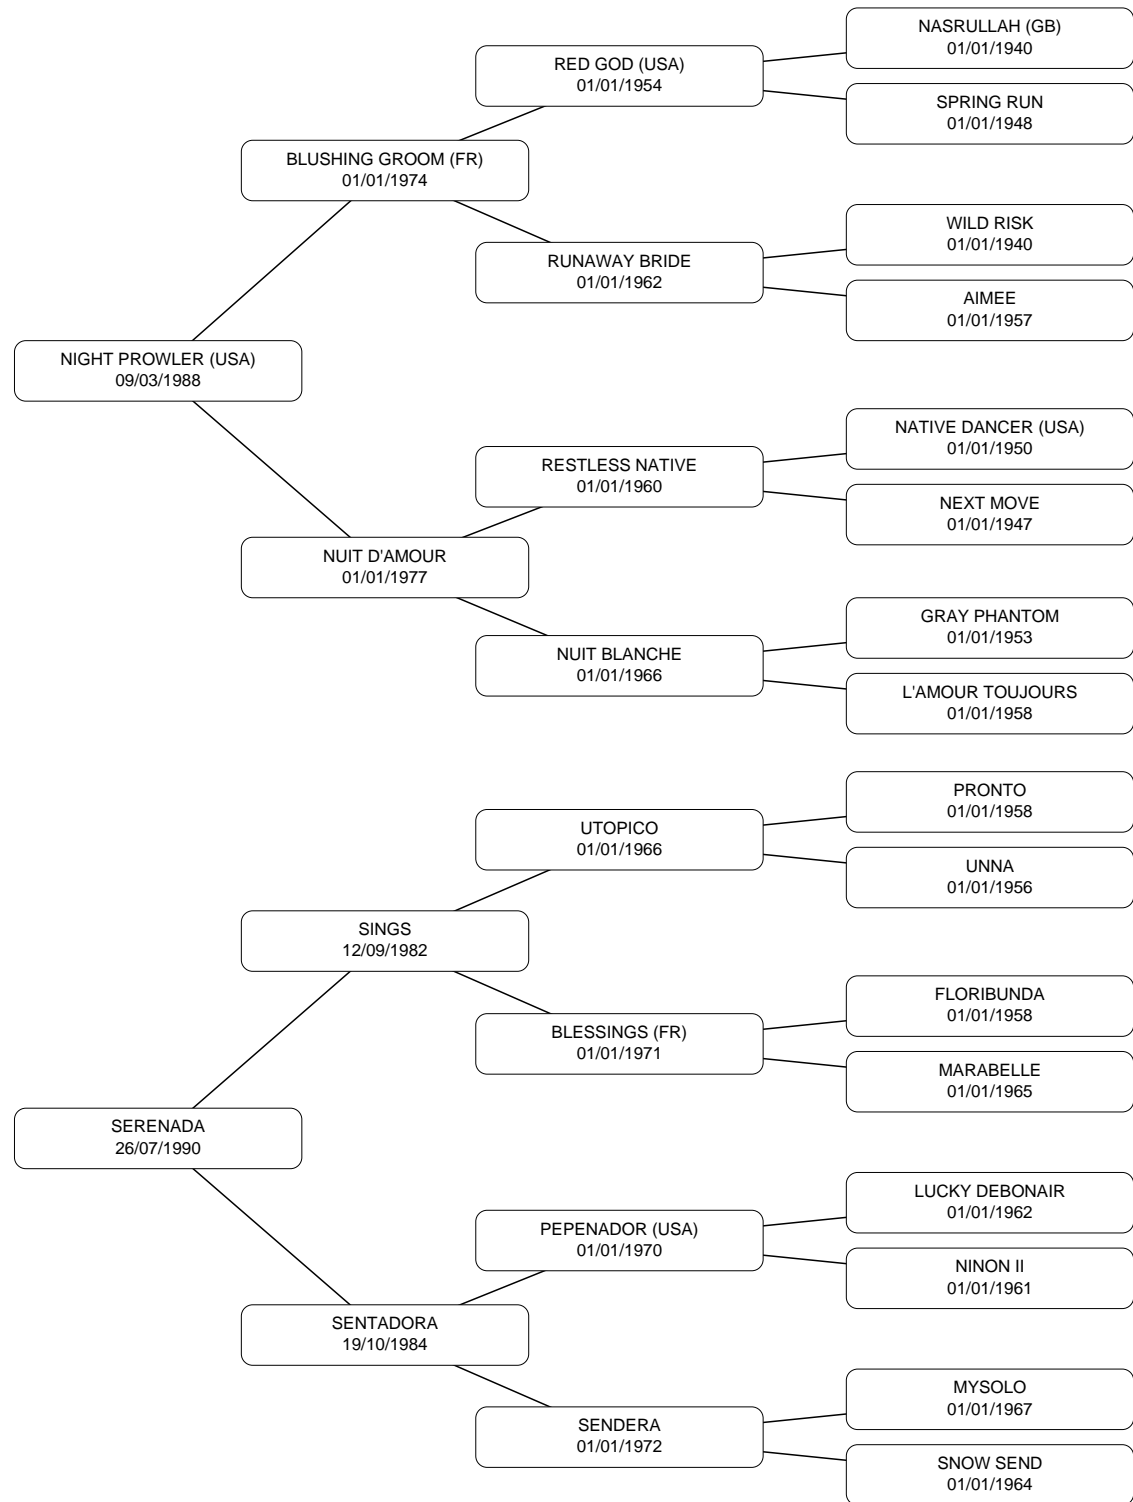 NASRULLAH (GB)
01/01/1940
RED GOD (USA)
01/01/1954
SPRING RUN
01/01/1948
BLUSHING GROOM (FR)
01/01/1974
WILD RISK
01/01/1940
RUNAWAY BRIDE
01/01/1962
AIMEE
01/01/1957
NIGHT PROWLER (USA)
09/03/1988
NATIVE DANCER (USA)
01/01/1950
RESTLESS NATIVE
01/01/1960
NEXT MOVE
01/01/1947
NUIT D'AMOUR
01/01/1977
GRAY PHANTOM
01/01/1953
NUIT BLANCHE
01/01/1966
L'AMOUR TOUJOURS
01/01/1958
PRONTO
01/01/1958
UTOPICO
01/01/1966
UNNA
01/01/1956
SINGS
12/09/1982
FLORIBUNDA
01/01/1958
BLESSINGS (FR)
01/01/1971
MARABELLE
01/01/1965
SERENADA
26/07/1990
LUCKY DEBONAIR
01/01/1962
PEPENADOR (USA)
01/01/1970
NINON II
01/01/1961
SENTADORA
19/10/1984
MYSOLO
01/01/1967
SENDERA
01/01/1972
SNOW SEND
01/01/1964